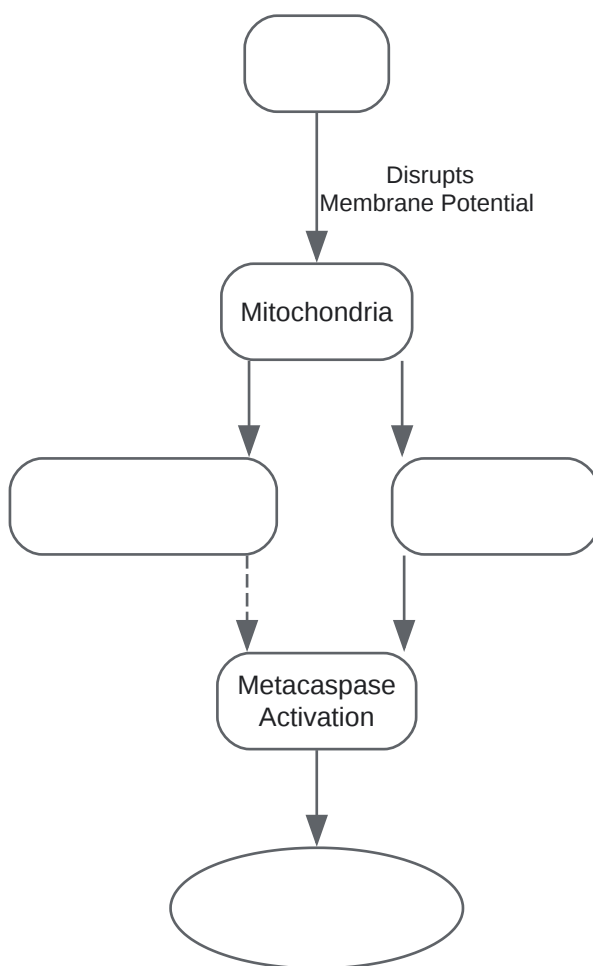 Disrupts
Membrane Potential
Mitochondria
Metacaspase
Activation